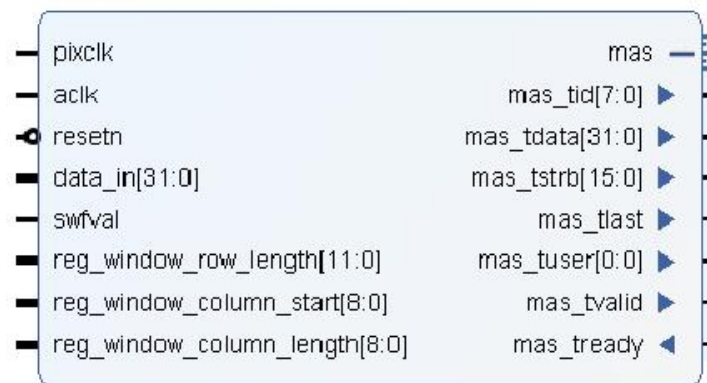 pixclk mas
aclk mas_tid[7:0]
resetn mas_tdata[31:0]
data_in[31:0] mas_tstrb[15:0]
swfval mas_tlast
reg_window_row_length[11:0] mas_tuser[0:0]
reg_window_column_start[8:0] mas_tvalid
reg_window_column_length[8:0] mas_tready